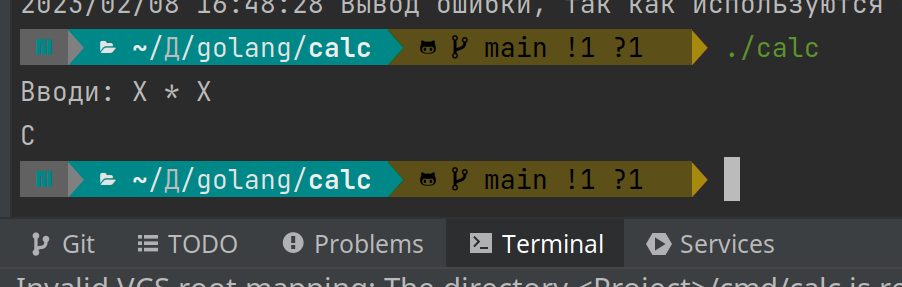 2023/02/08 16:48:28 Вывод ошибки, так как используются
~/Д/golang/calc main !1 ?1 ./calc
Вводи: X * X
C
~/Д/golang/calc main !1 ?1
Git TODO Problems Terminal Services
Invalid VCS root mapping: The directory <Project>/cmd/calc is re